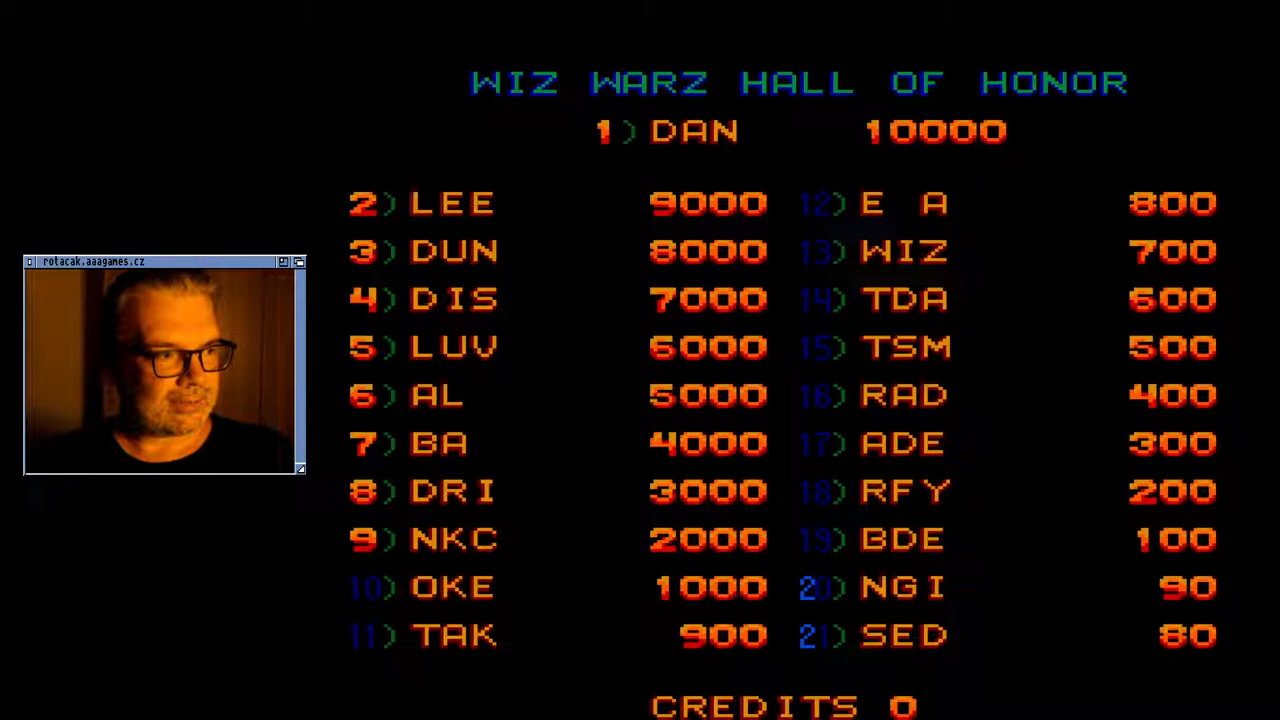 WIZ WARZ HALL OF HONOR
1) DAN 10000
2) LEE 9000 12) E A 800
3) DUN 8000 13) WIZ 700
rotacak.aaagames.cz
4) DIS 7000 14) TDA 600
5) LUV 6000 15) TSM 500
6) AL 5000 16) RAD 400
7) BA 4000 17) ADE 300
8) DRI 3000 18) RFY 200
9) NKC 2000 19) BDE 100
10) OKE 1000 20) NGI 90
11) TAK 900 21) SED 80
CREDITS 0